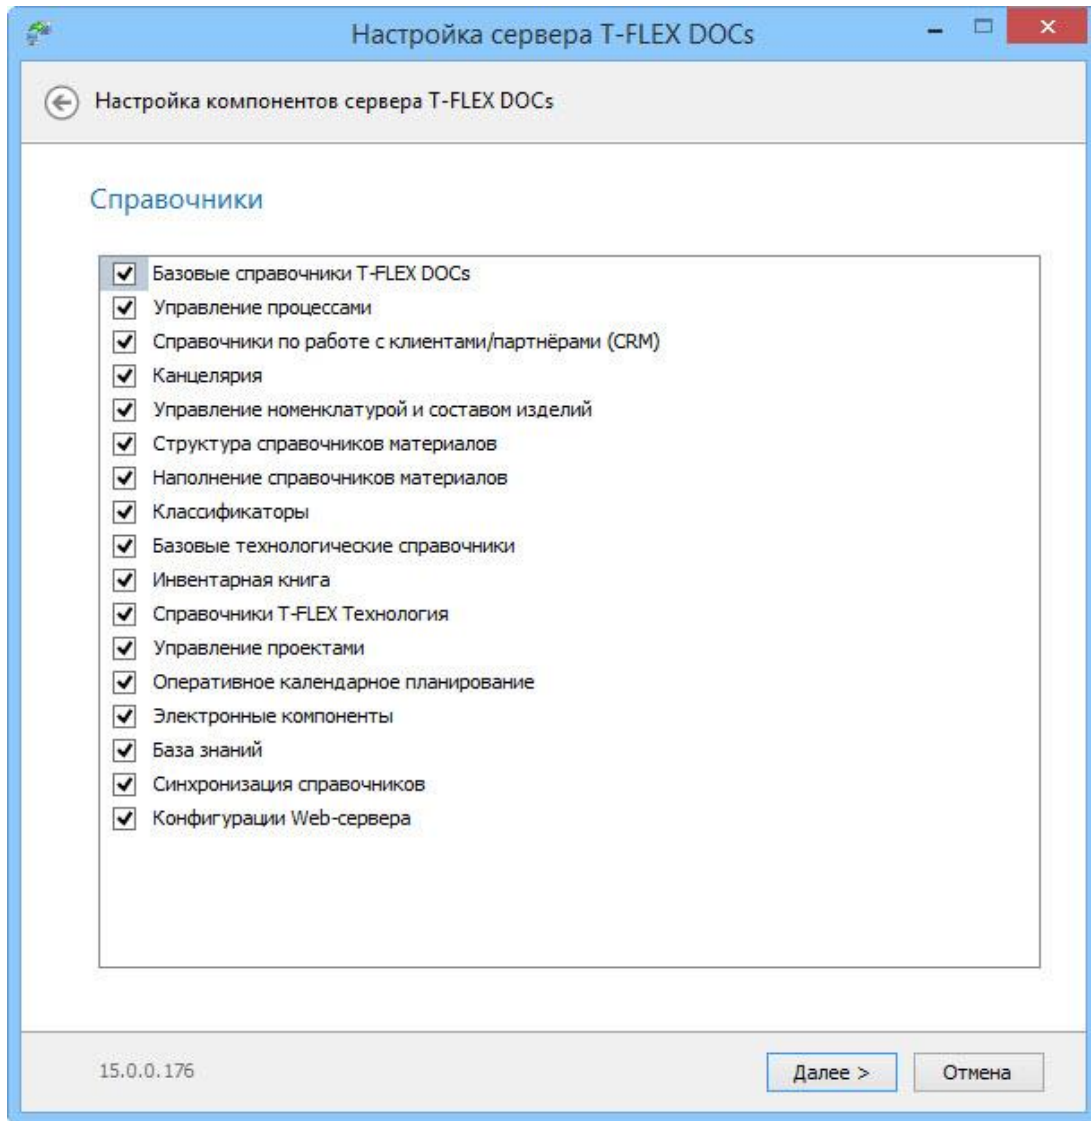 Настройка сервера T-FLEX DOCs
Настройка компонентов сервера T-FLEX DOCs
Справочники
Базовые справочники T-FLEX DOCs
Управление процессами
Справочники по работе с клиентами/партнёрами (CRM)
Канцелярия
Управление номенклатурой и составом изделий
Структура справочников материалов
Наполнение справочников материалов
Классификаторы
Базовые технологические справочники
Инвентарная книга
Справочники T-FLEX Технология
Управление проектами
Оперативное календарное планирование
Электронные компоненты
База знаний
Синхронизация справочников
Конфигурации Web-сервера
15.0.0.176
Далее >
Отмена